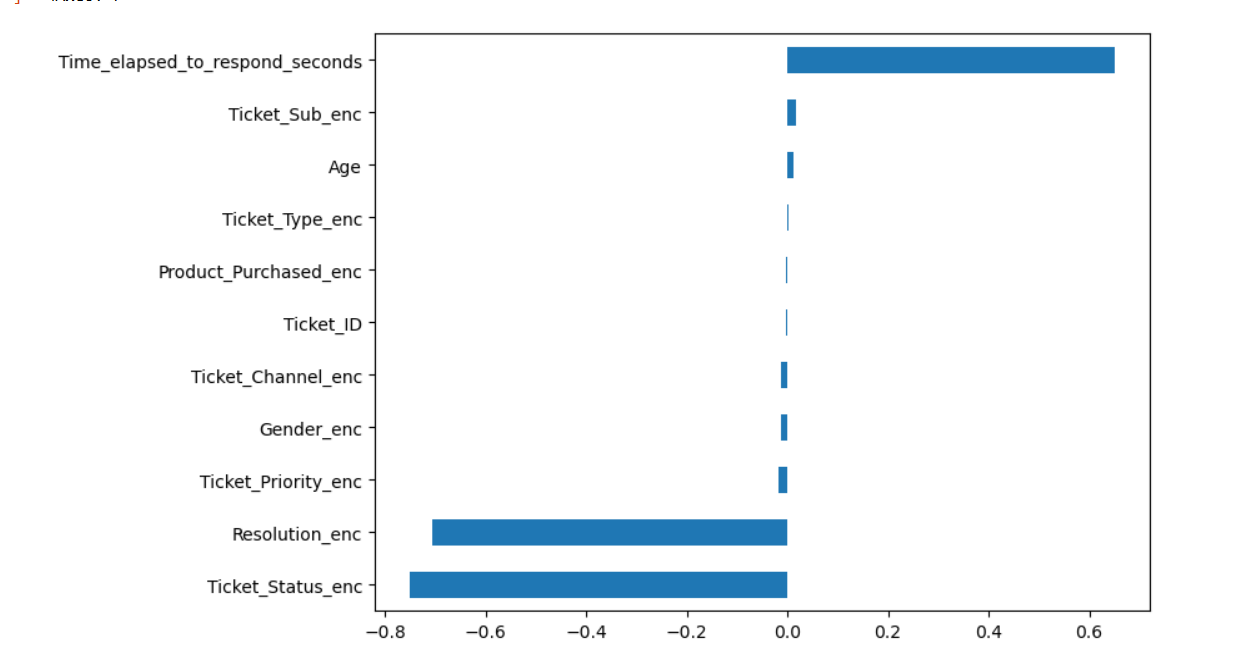 Time_elapsed_to_respond_seconds
Ticket_Sub_enc
Age
Ticket_Type_enc
Product_Purchased_enc
Ticket_ID
Ticket_Channel_enc
Gender_enc
Ticket_Priority_enc
Resolution_enc
Ticket_Status_enc
−0.8 −0.6 −0.4 −0.2 0.0 0.2 0.4 0.6